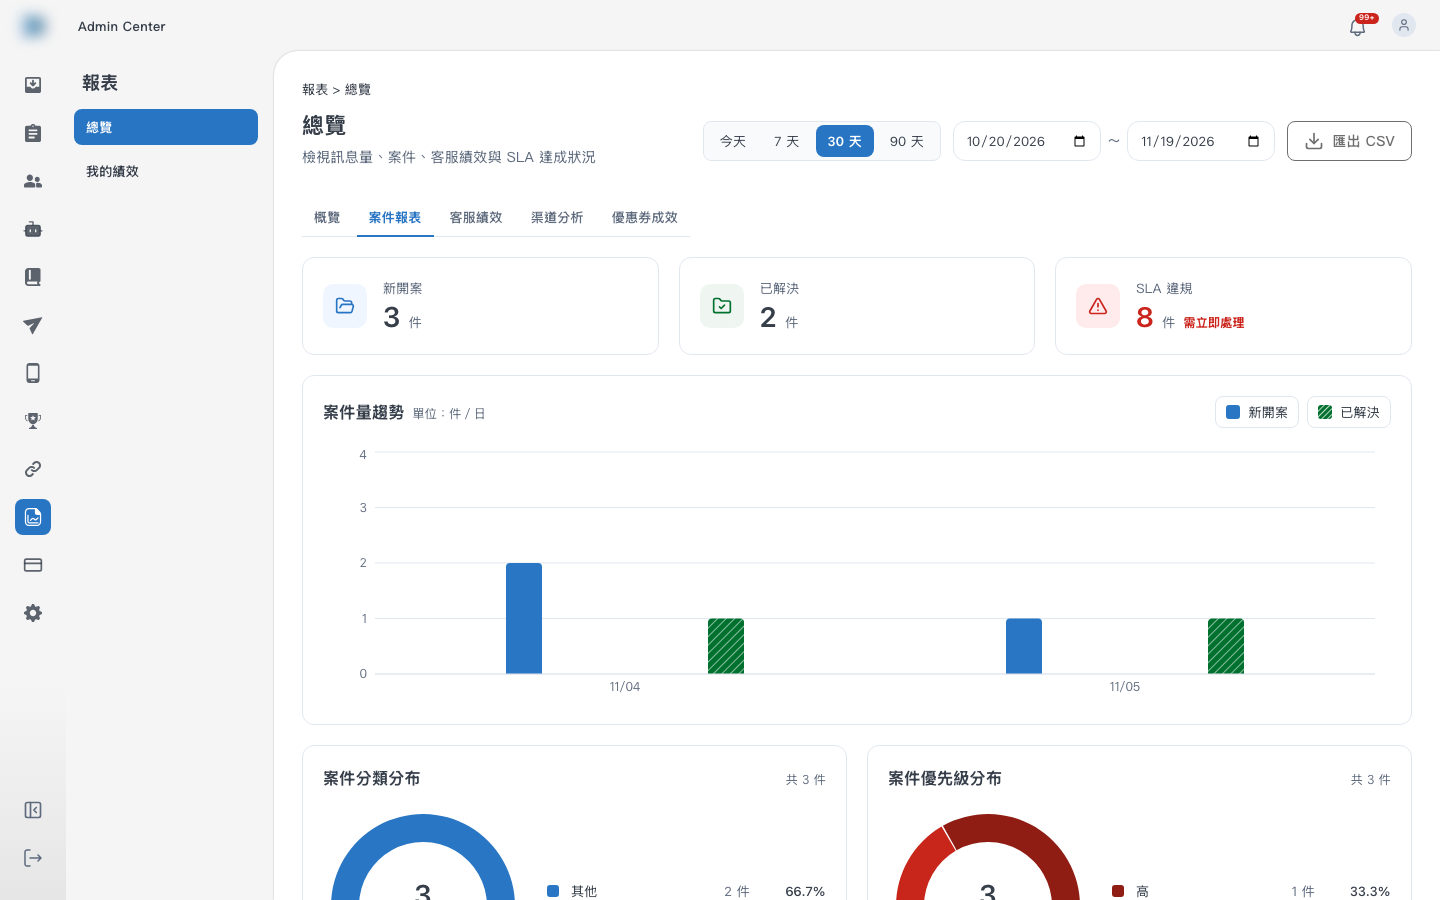 Admin Center
99+
報表
總覽
我的績效
報表 > 總覽
總覽
檢視訊息量、案件、客服績效與 SLA 達成狀況
今天 7 天 30 天 90 天
10/20/2026 ~ 11/19/2026
匯出 CSV
概覽 案件報表 客服績效 渠道分析 優惠券成效
新開案
3 件
已解決
2 件
SLA 違規
8 件 需立即處理
案件量趨勢 單位：件 / 日
新開案 已解決
4
3
2
1
0
11/04 11/05
案件分類分布 共 3 件
3
其他 2 件 66.7%
案件優先級分布 共 3 件
3
高 1 件 33.3%